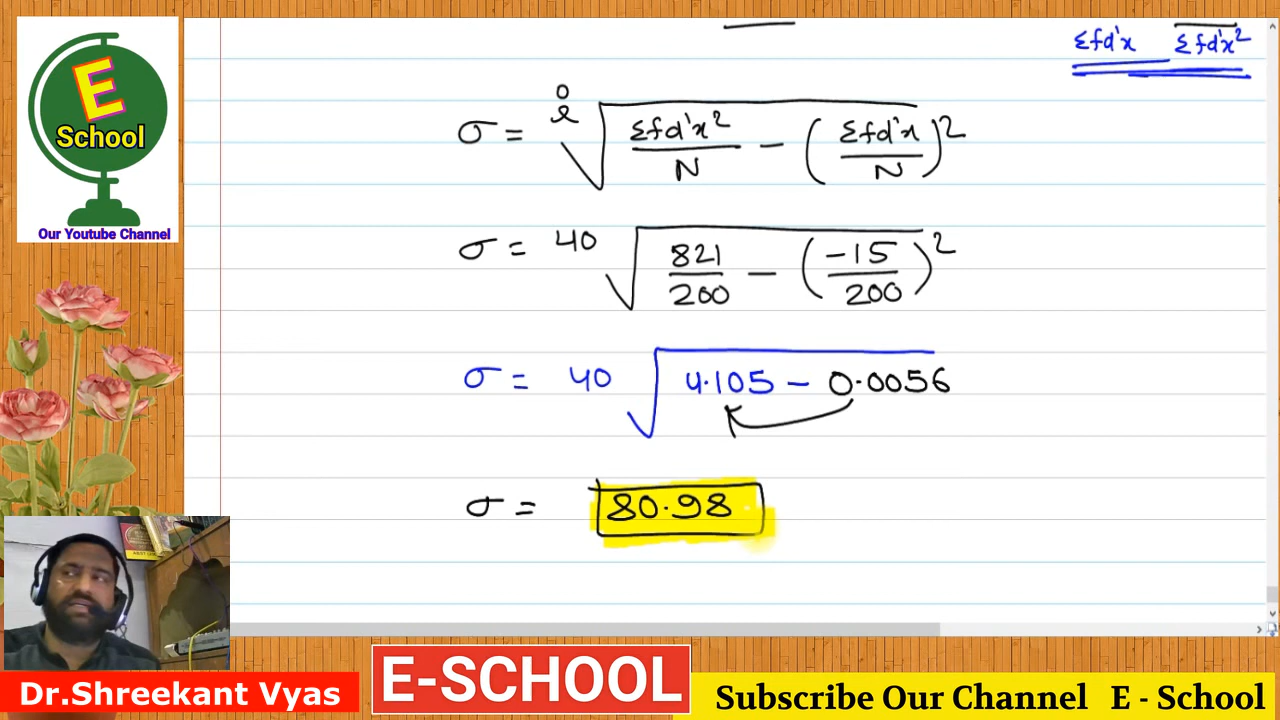 E
School
Our Youtube Channel
Σfd'x Σfd'x²
σ = i √ Σfd'x²/N − (Σfd'x/N)²
σ = 40 √ 821/200 − (−15/200)²
σ = 40 √ 4.105 − 0.0056
σ = 80.98
Dr.Shreekant Vyas
E-SCHOOL
Subscribe Our Channel E - School